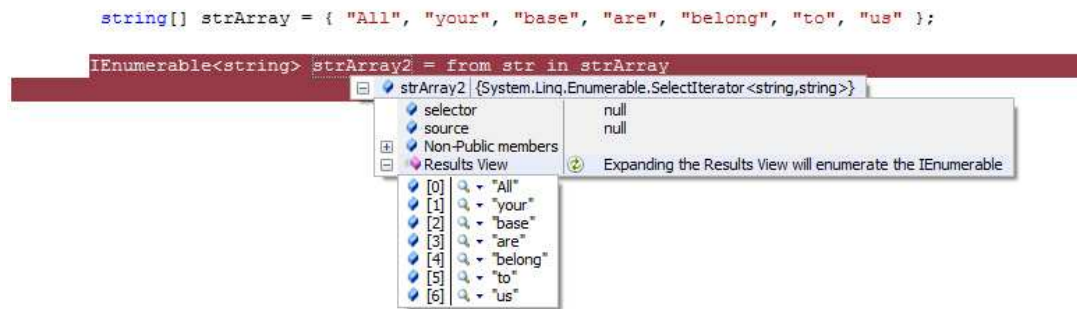 string[] strArray = { "All", "your", "base", "are", "belong", "to", "us" };
IEnumerable<string> strArray2 = from str in strArray
strArray2 {System.Linq.Enumerable.SelectIterator<string,string>}
selector null
source null
Non-Public members
Results View Expanding the Results View will enumerate the IEnumerable
[0] "All"
[1] "your"
[2] "base"
[3] "are"
[4] "belong"
[5] "to"
[6] "us"